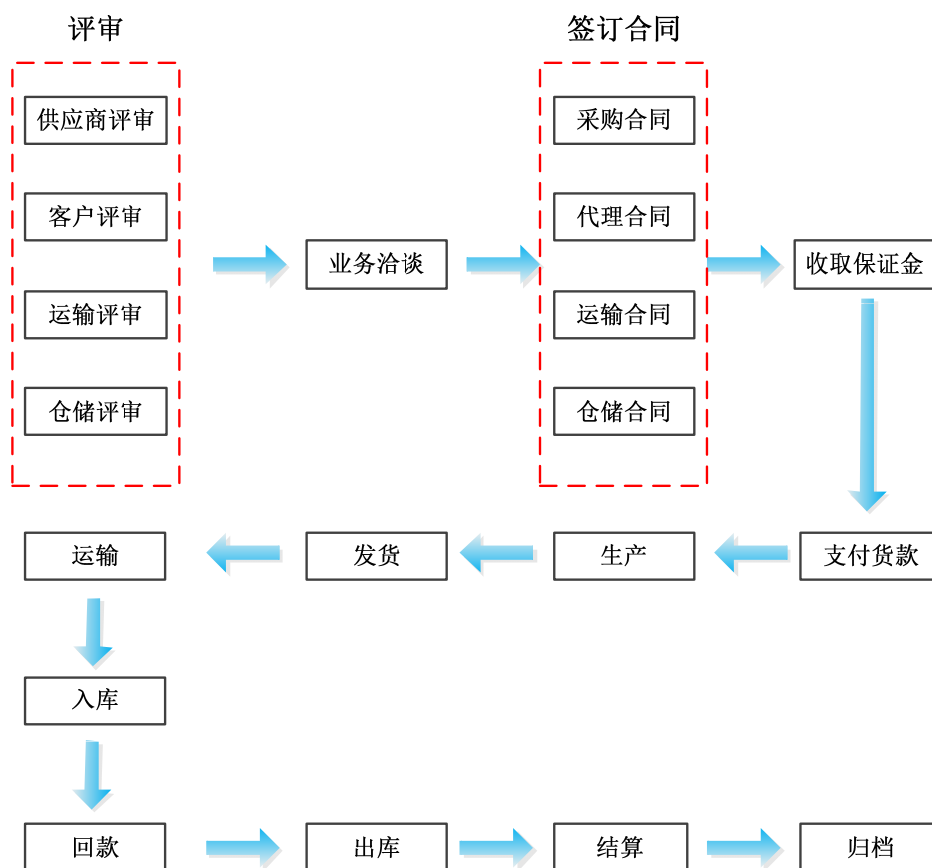 评审
签订合同
供应商评审
客户评审
运输评审
仓储评审
业务洽谈
采购合同
代理合同
运输合同
仓储合同
收取保证金
支付货款
生产
发货
运输
入库
回款
出库
结算
归档